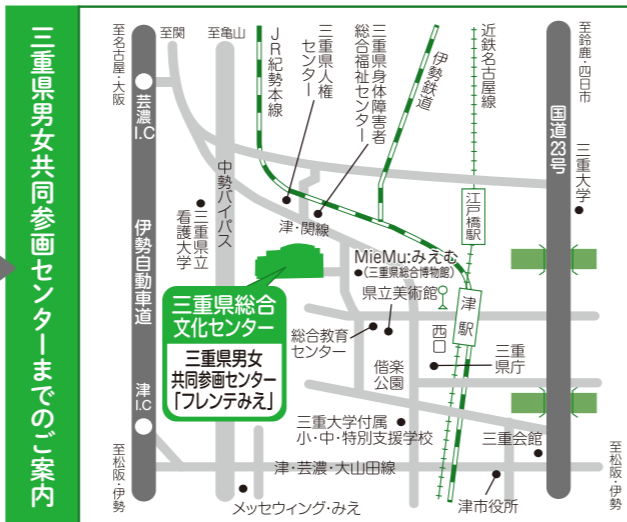 三重県男女共同参画センターまでのご案内
至名古屋・大阪
至関
至亀山
芸濃
I.C
伊勢自動車道
津
I.C
至松阪・伊勢
JR紀勢本線
三重県人権
センター
三重県身体障害者
総合福祉センター
伊勢鉄道
近鉄名古屋線
至鈴鹿・四日市
国道23号
三重大学
江戸橋駅
中勢バイパス
三重県立
看護大学
津・関線
MieMu:みえむ
(三重県総合博物館)
県立美術館
津駅
西口
三重県総合
文化センター
三重県男女
共同参画センター
「フレンテみえ」
総合教育
センター
偕楽
公園
三重
県庁
三重大学付属
小・中・特別支援学校
三重会館
津・芸濃・大山田線
メッセウィング・みえ
津市役所
至松阪・伊勢